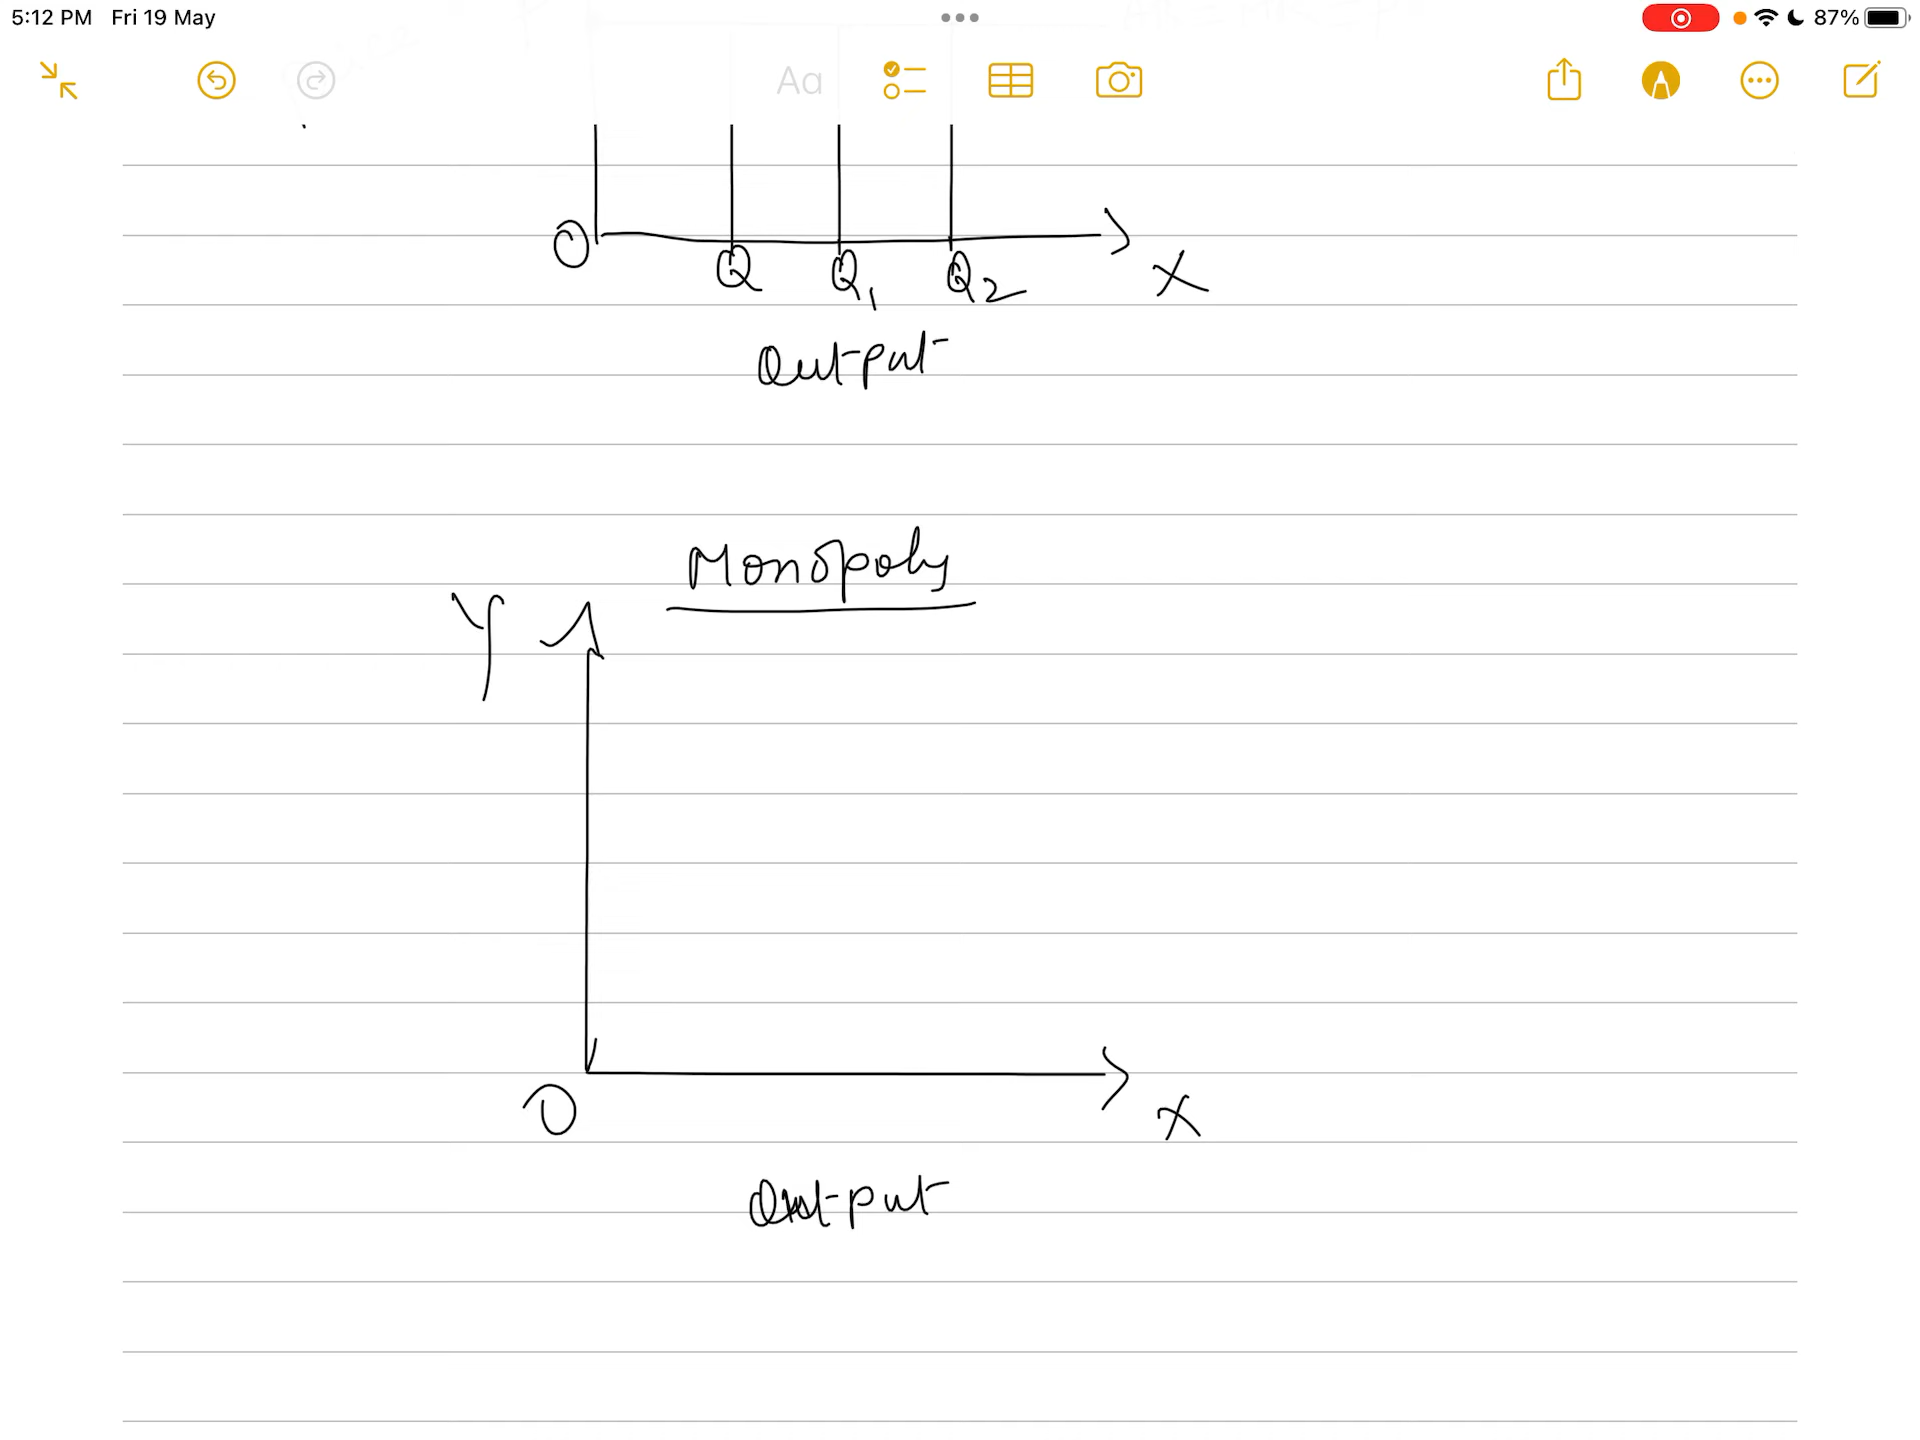 5:12 PM Fri 19 May
87%
Aa
O
Q Q1 Q2 X
Output
Monopoly
Y
O
X
Output